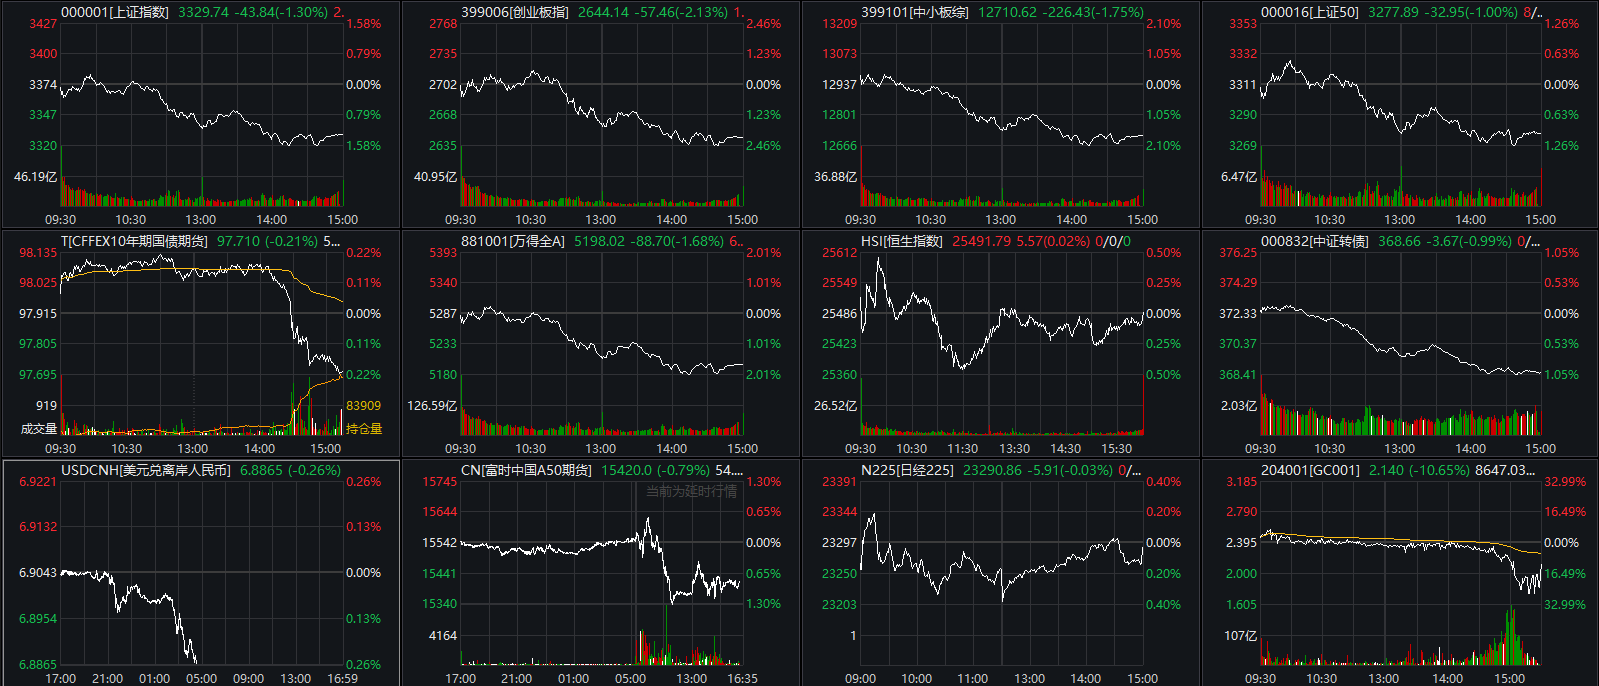 000001[上证指数] 3329.74 -43.84(-1.30%) 2.
3427 1.58%
3400 0.79%
3374 0.00%
3347 0.79%
3320 1.58%
46.19亿
09:30 10:30 13:00 14:00 15:00
399006[创业板指] 2644.14 -57.46(-2.13%) 1.
2768 2.46%
2735 1.23%
2702 0.00%
2668 1.23%
2635 2.46%
40.95亿
09:30 10:30 13:00 14:00 15:00
399101[中小板综] 12710.62 -226.43(-1.75%)
13209 2.10%
13073 1.05%
12937 0.00%
12801 1.05%
12666 2.10%
36.88亿
09:30 10:30 13:00 14:00 15:00
000016[上证50] 3277.89 -32.95(-1.00%) 8/..
3353 1.26%
3332 0.63%
3311 0.00%
3290 0.63%
3269 1.26%
6.47亿
09:30 10:30 13:00 14:00 15:00
T[CFFEX10年期国债期货] 97.710 (-0.21%) 5...
98.135 0.22%
98.025 0.11%
97.915 0.00%
97.805 0.11%
97.695 0.22%
919 83909
成交量 持仓量
09:30 10:30 13:00 14:00 15:00
881001[万得全A] 5198.02 -88.70(-1.68%) 6..
5393 2.01%
5340 1.01%
5287 0.00%
5233 1.01%
5180 2.01%
126.59亿
09:30 10:30 13:00 14:00 15:00
HSI[恒生指数] 25491.79 5.57(0.02%) 0/0/0
25612 0.50%
25549 0.25%
25486 0.00%
25423 0.25%
25360 0.50%
26.52亿
09:30 10:30 11:30 13:30 14:30 15:30
000832[中证转债] 368.66 -3.67(-0.99%) 0/...
376.25 1.05%
374.29 0.53%
372.33 0.00%
370.37 0.53%
368.41 1.05%
2.03亿
09:30 10:30 13:00 14:00 15:00
USDCNH[美元兑离岸人民币] 6.8865 (-0.26%)
6.9221 0.26%
6.9132 0.13%
6.9043 0.00%
6.8954 0.13%
6.8865 0.26%
17:00 21:00 01:00 05:00 09:00 13:00 16:59
CN[富时中国A50期货] 15420.0 (-0.79%) 54....
当前为延时行情
15745 1.30%
15644 0.65%
15542 0.00%
15441 0.65%
15340 1.30%
4164
17:00 21:00 01:00 05:00 13:00 16:35
N225[日经225] 23290.86 -5.91(-0.03%) 0/...
23391 0.40%
23344 0.20%
23297 0.00%
23250 0.20%
23203 0.40%
1
09:00 10:00 11:00 13:00 14:00 15:00
204001[GC001] 2.140 (-10.65%) 8647.03...
3.185 32.99%
2.790 16.49%
2.395 0.00%
2.000 16.49%
1.605 32.99%
107亿
09:30 10:30 13:00 14:00 15:00